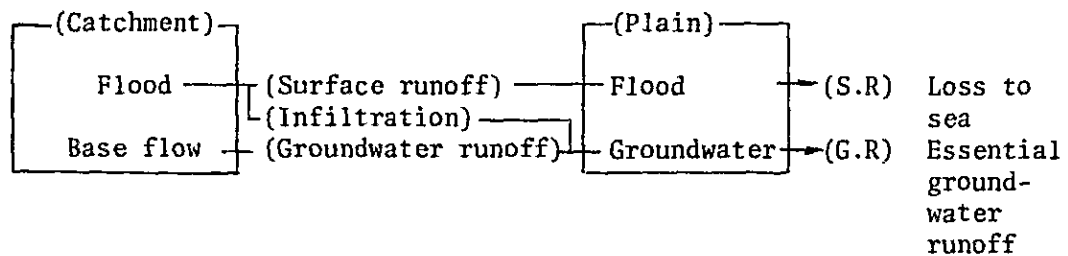 (Catchment) (Plain)
Flood (Surface runoff) Flood (S.R) Loss to
(Infiltration) sea
Base flow (Groundwater runoff) Groundwater (G.R) Essential
ground-
water
runoff